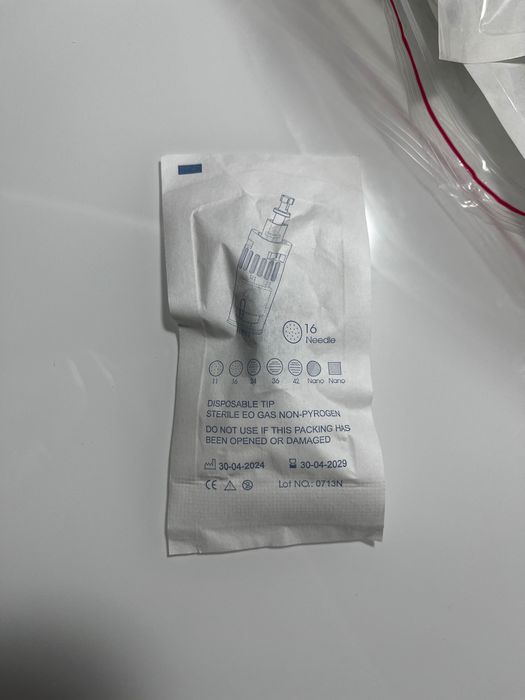 16
Needle
11 16 24 36 42 Nano Nano
DISPOSABLE TIP
STERILE EO GAS NON-PYROGEN
DO NOT USE IF THIS PACKING HAS
BEEN OPENED OR DAMAGED
30-04-2024 30-04-2029
CE Lot NO.: 0713N